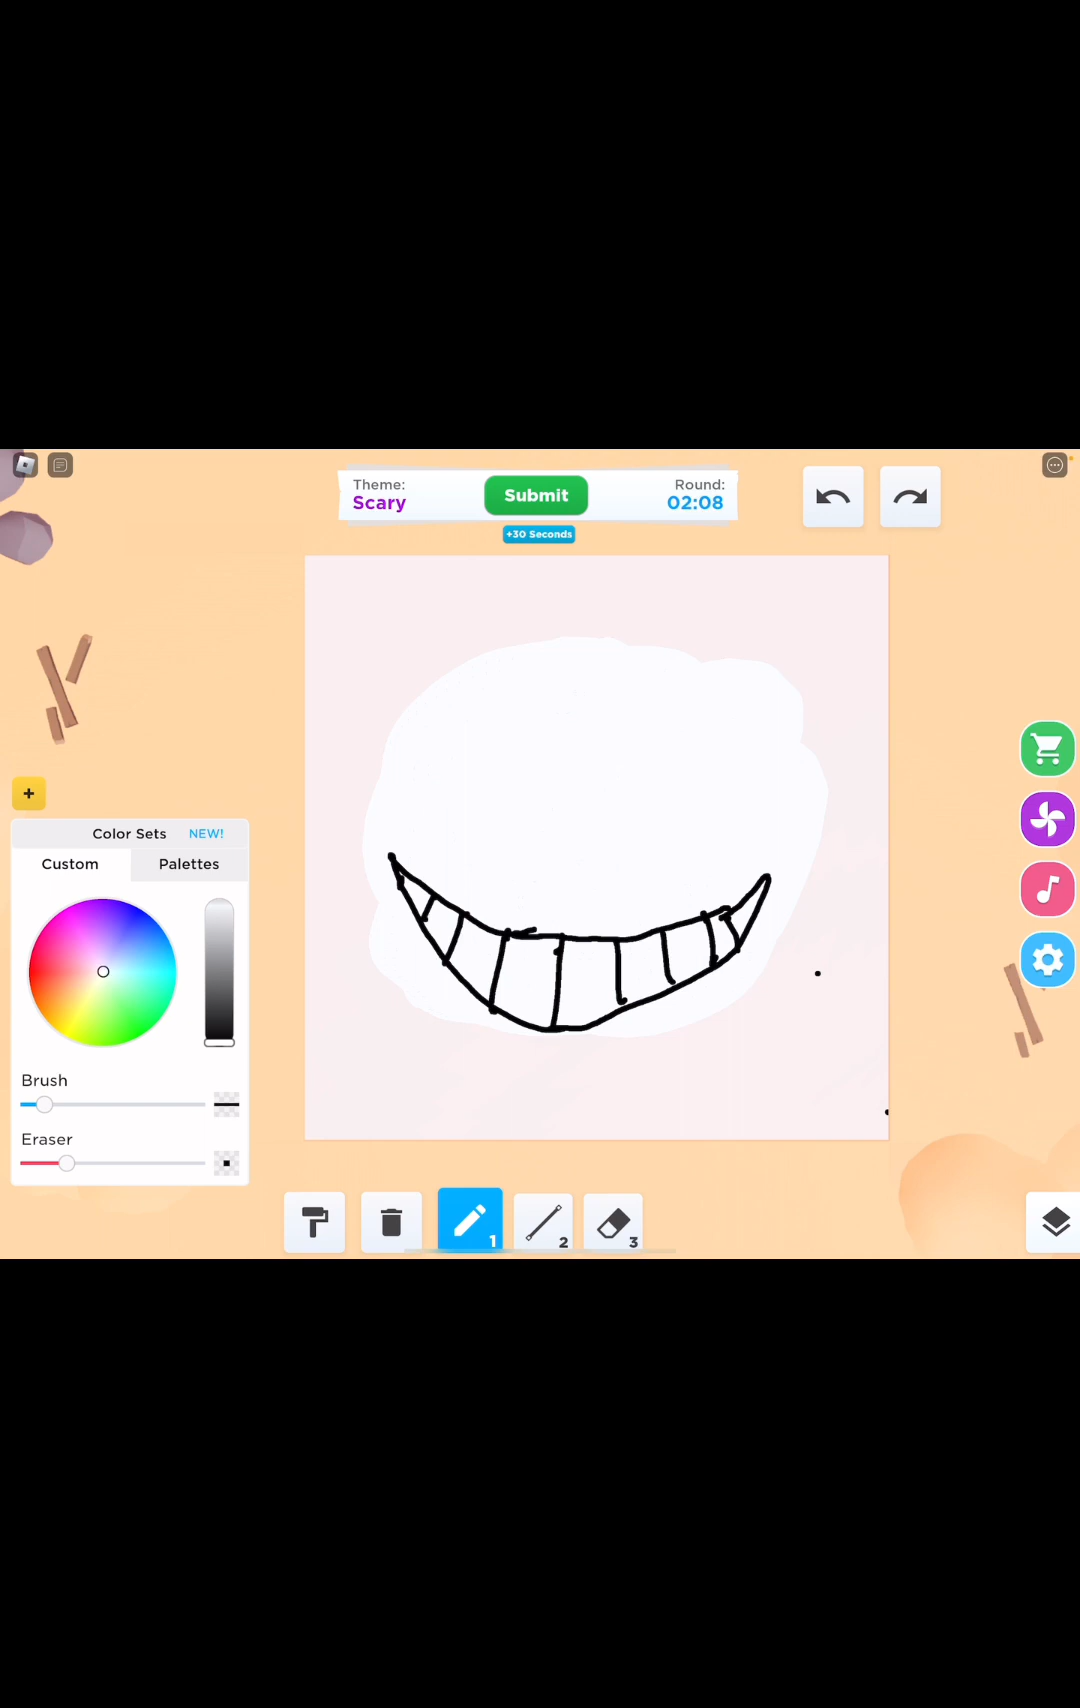 Theme:
Scary
Submit
Round:
02:08
+30 Seconds
+
Color Sets NEW!
Custom Palettes
Brush
Eraser
1
2
3